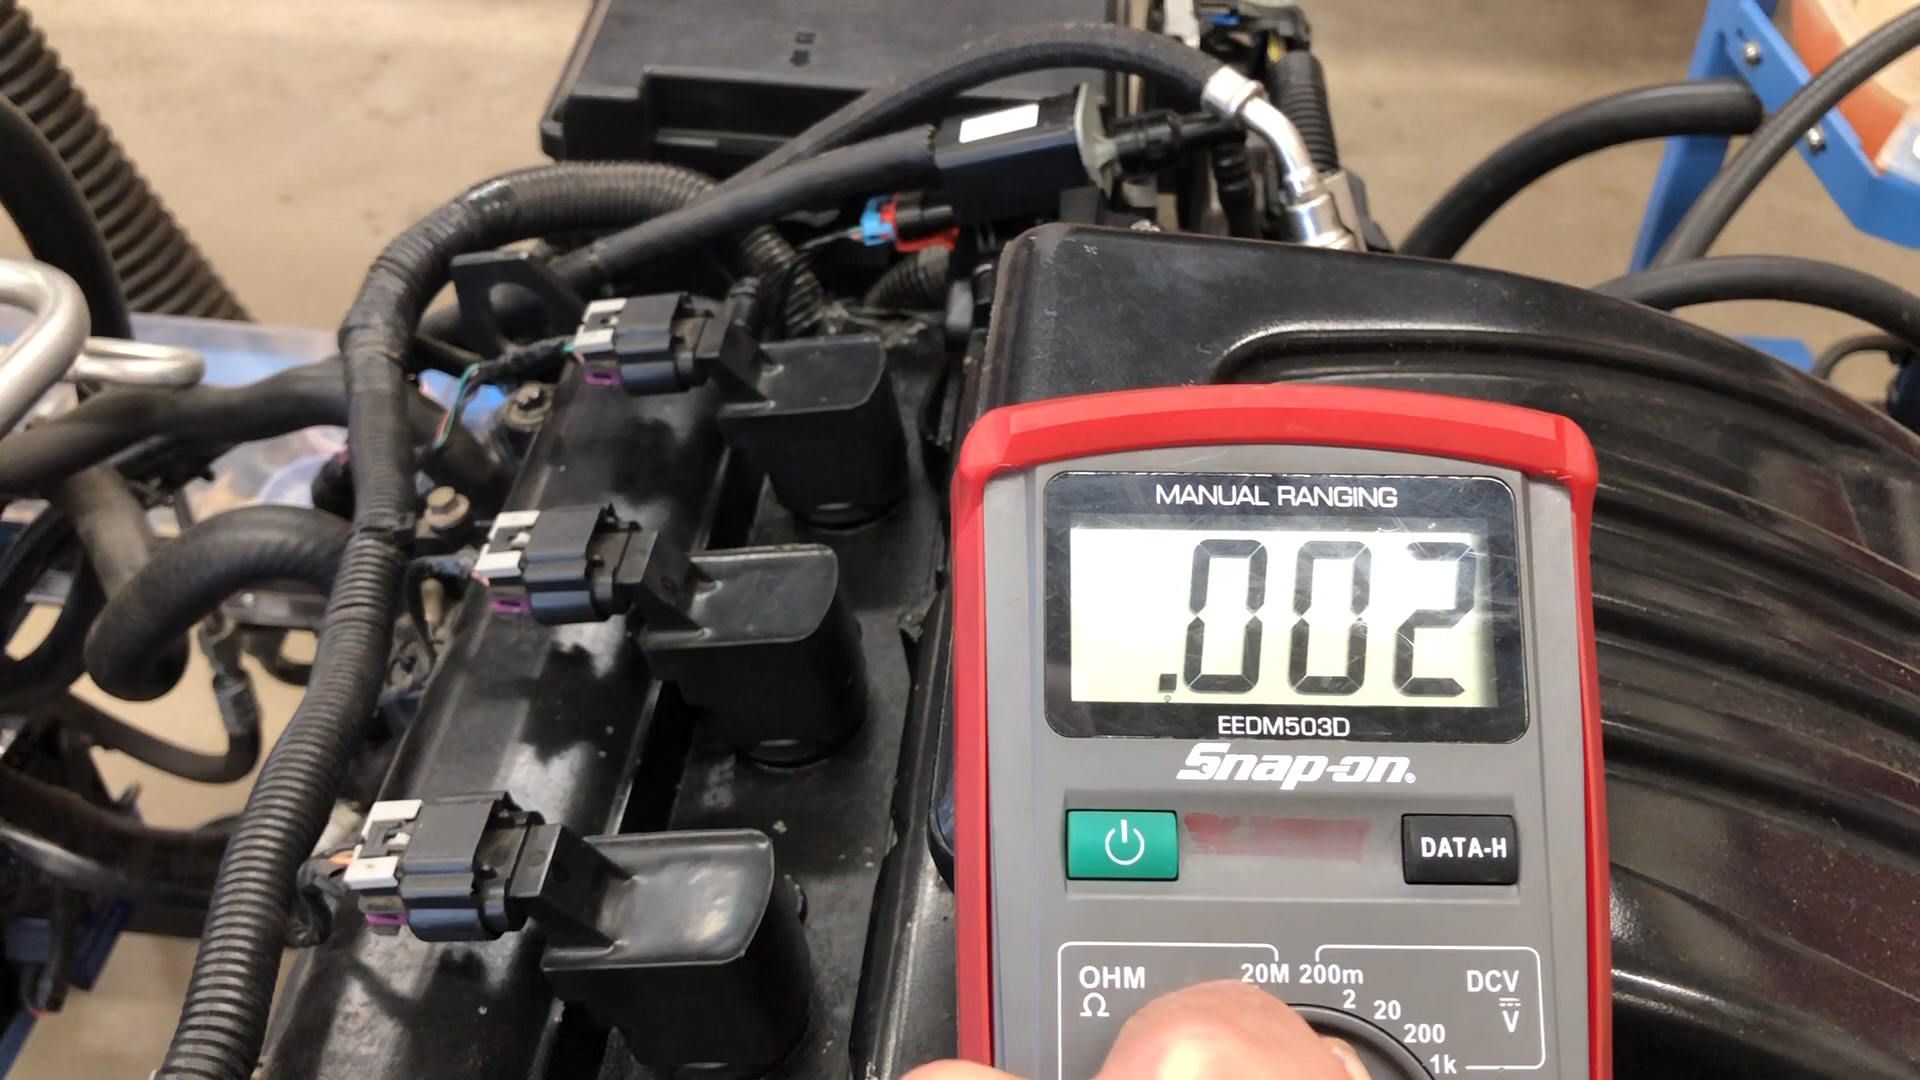 MANUAL RANGING
.002
EEDM503D
Snap-on®
DATA-H
OHM 20M 200m DCV
Ω 2 20 V
200
1k